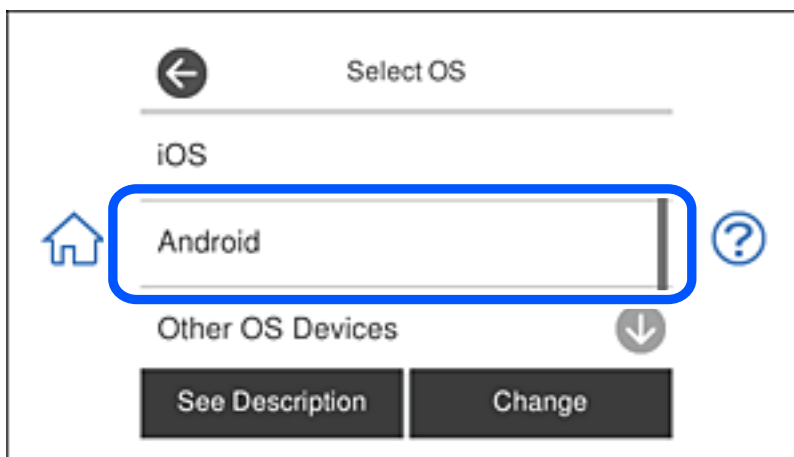 Select OS
iOS
Android
Other OS Devices
See Description Change